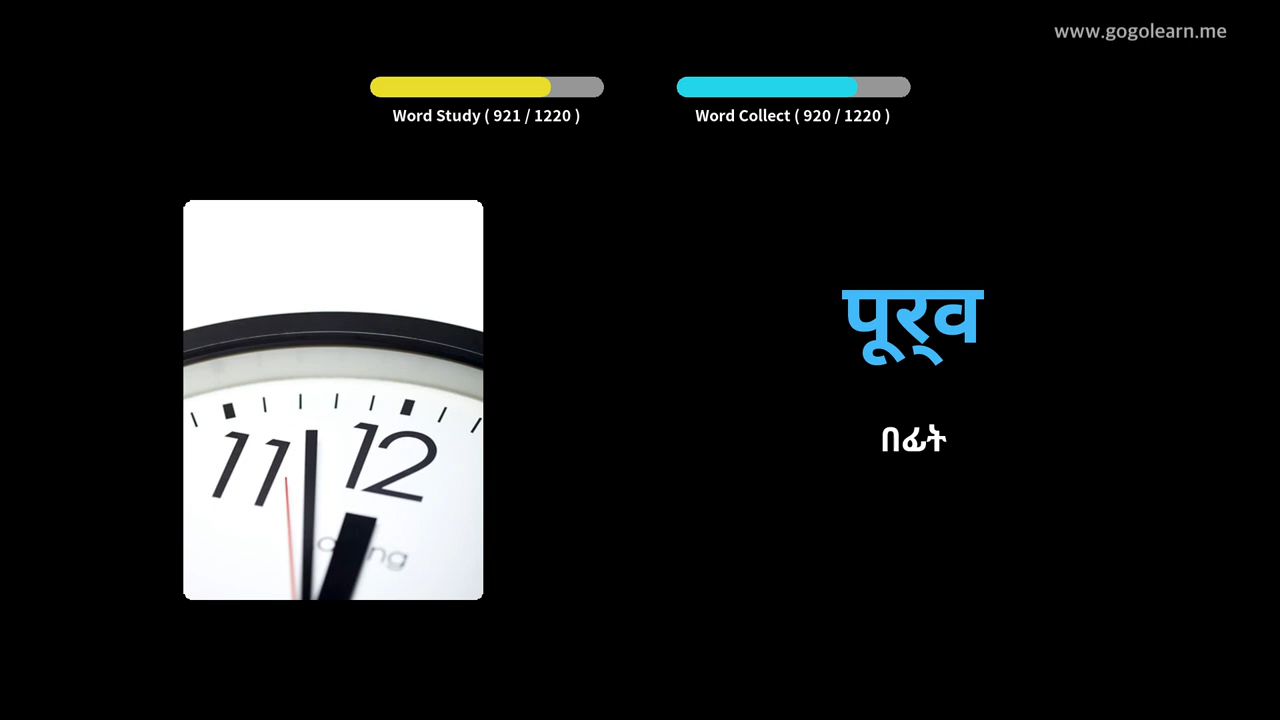 www.gogolearn.me
Word Study ( 921 / 1220 )
Word Collect ( 920 / 1220 )
पूर्‌व
በፊት
11 12